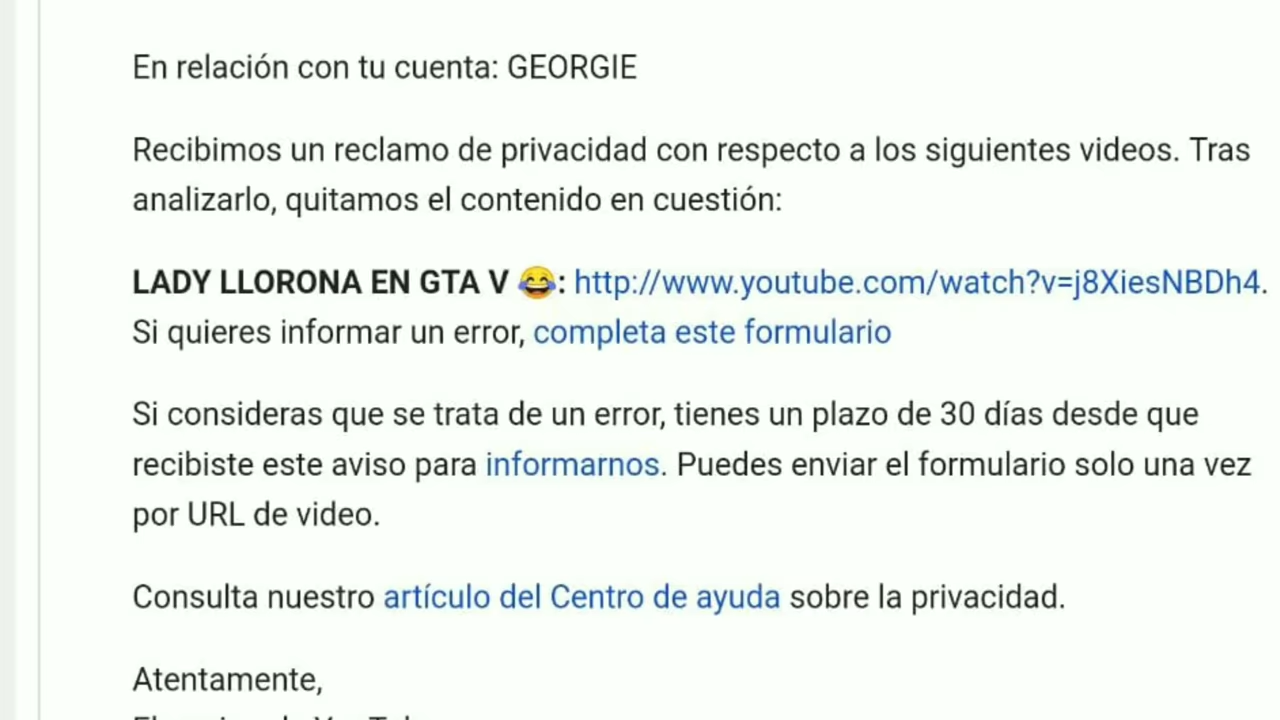 En relación con tu cuenta: GEORGIE
Recibimos un reclamo de privacidad con respecto a los siguientes videos. Tras
analizarlo, quitamos el contenido en cuestión:
LADY LLORONA EN GTA V 😂: http://www.youtube.com/watch?v=j8XiesNBDh4.
Si quieres informar un error, completa este formulario
Si consideras que se trata de un error, tienes un plazo de 30 días desde que
recibiste este aviso para informarnos. Puedes enviar el formulario solo una vez
por URL de video.
Consulta nuestro artículo del Centro de ayuda sobre la privacidad.
Atentamente,